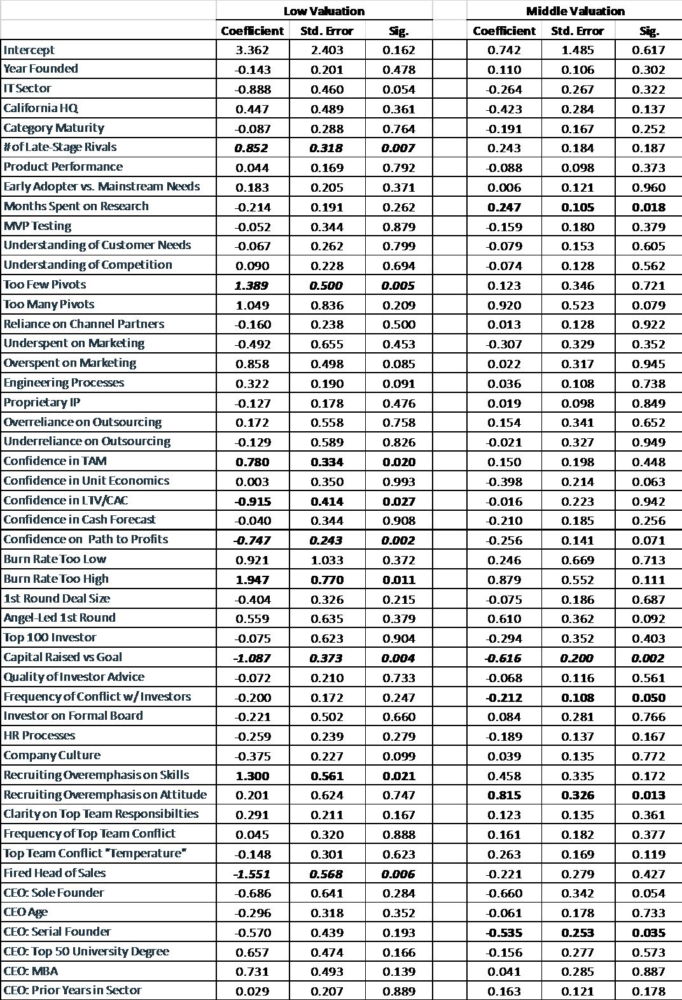 Low Valuation Middle Valuation
Coefficient Std. Error Sig. Coefficient Std. Error Sig.
Intercept 3.362 2.403 0.162 0.742 1.485 0.617
Year Founded -0.143 0.201 0.478 0.110 0.106 0.302
IT Sector -0.888 0.460 0.054 -0.264 0.267 0.322
California HQ 0.447 0.489 0.361 -0.423 0.284 0.137
Category Maturity -0.087 0.288 0.764 -0.191 0.167 0.252
# of Late-Stage Rivals 0.852 0.318 0.007 0.243 0.184 0.187
Product Performance 0.044 0.169 0.792 -0.088 0.098 0.373
Early Adopter vs. Mainstream Needs 0.183 0.205 0.371 0.006 0.121 0.960
Months Spent on Research -0.214 0.191 0.262 0.247 0.105 0.018
MVP Testing -0.052 0.344 0.879 -0.159 0.180 0.379
Understanding of Customer Needs -0.067 0.262 0.799 -0.079 0.153 0.605
Understanding of Competition 0.090 0.228 0.694 -0.074 0.128 0.562
Too Few Pivots 1.389 0.500 0.005 0.123 0.346 0.721
Too Many Pivots 1.049 0.836 0.209 0.920 0.523 0.079
Reliance on Channel Partners -0.160 0.238 0.500 0.013 0.128 0.922
Underspent on Marketing -0.492 0.655 0.453 -0.307 0.329 0.352
Overspent on Marketing 0.858 0.498 0.085 0.022 0.317 0.945
Engineering Processes 0.322 0.190 0.091 0.036 0.108 0.738
Proprietary IP -0.127 0.178 0.476 0.019 0.098 0.849
Overreliance on Outsourcing 0.172 0.558 0.758 0.154 0.341 0.652
Underreliance on Outsourcing -0.129 0.589 0.826 -0.021 0.327 0.949
Confidence in TAM 0.780 0.334 0.020 0.150 0.198 0.448
Confidence in Unit Economics 0.003 0.350 0.993 -0.398 0.214 0.063
Confidence in LTV/CAC -0.915 0.414 0.027 -0.016 0.223 0.942
Confidence in Cash Forecast -0.040 0.344 0.908 -0.210 0.185 0.256
Confidence on Path to Profits -0.747 0.243 0.002 -0.256 0.141 0.071
Burn Rate Too Low 0.921 1.033 0.372 0.246 0.669 0.713
Burn Rate Too High 1.947 0.770 0.011 0.879 0.552 0.111
1st Round Deal Size -0.404 0.326 0.215 -0.075 0.186 0.687
Angel-Led 1st Round 0.559 0.635 0.379 0.610 0.362 0.092
Top 100 Investor -0.075 0.623 0.904 -0.294 0.352 0.403
Capital Raised vs Goal -1.087 0.373 0.004 -0.616 0.200 0.002
Quality of Investor Advice -0.072 0.210 0.733 -0.068 0.116 0.561
Frequency of Conflict w/ Investors -0.200 0.172 0.247 -0.212 0.108 0.050
Investor on Formal Board -0.221 0.502 0.660 0.084 0.281 0.766
HR Processes -0.259 0.239 0.279 -0.189 0.137 0.167
Company Culture -0.375 0.227 0.099 0.039 0.135 0.772
Recruiting Overemphasis on Skills 1.300 0.561 0.021 0.458 0.335 0.172
Recruiting Overemphasis on Attitude 0.201 0.624 0.747 0.815 0.326 0.013
Clarity on Top Team Responsibilties 0.291 0.211 0.167 0.123 0.135 0.361
Frequency of Top Team Conflict 0.045 0.320 0.888 0.161 0.182 0.377
Top Team Conflict "Temperature" -0.148 0.301 0.623 0.263 0.169 0.119
Fired Head of Sales -1.551 0.568 0.006 -0.221 0.279 0.427
CEO: Sole Founder -0.686 0.641 0.284 -0.660 0.342 0.054
CEO Age -0.296 0.318 0.352 -0.061 0.178 0.733
CEO: Serial Founder -0.570 0.439 0.193 -0.535 0.253 0.035
CEO: Top 50 University Degree 0.657 0.474 0.166 -0.156 0.277 0.573
CEO: MBA 0.731 0.493 0.139 0.041 0.285 0.887
CEO: Prior Years in Sector 0.029 0.207 0.889 0.163 0.121 0.178